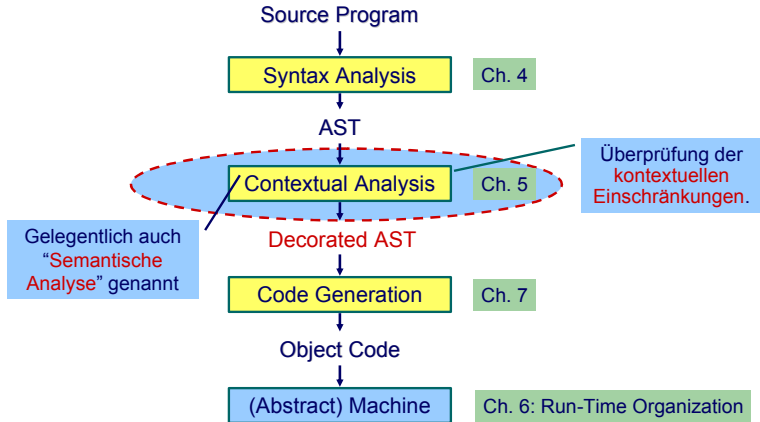 Source Program
Syntax Analysis
Ch. 4
AST
Contextual Analysis
Ch. 5
Überprüfung der
kontextuellen
Einschränkungen.
Gelegentlich auch
“Semantische
Analyse” genannt
Decorated AST
Code Generation
Ch. 7
Object Code
(Abstract) Machine
Ch. 6: Run-Time Organization